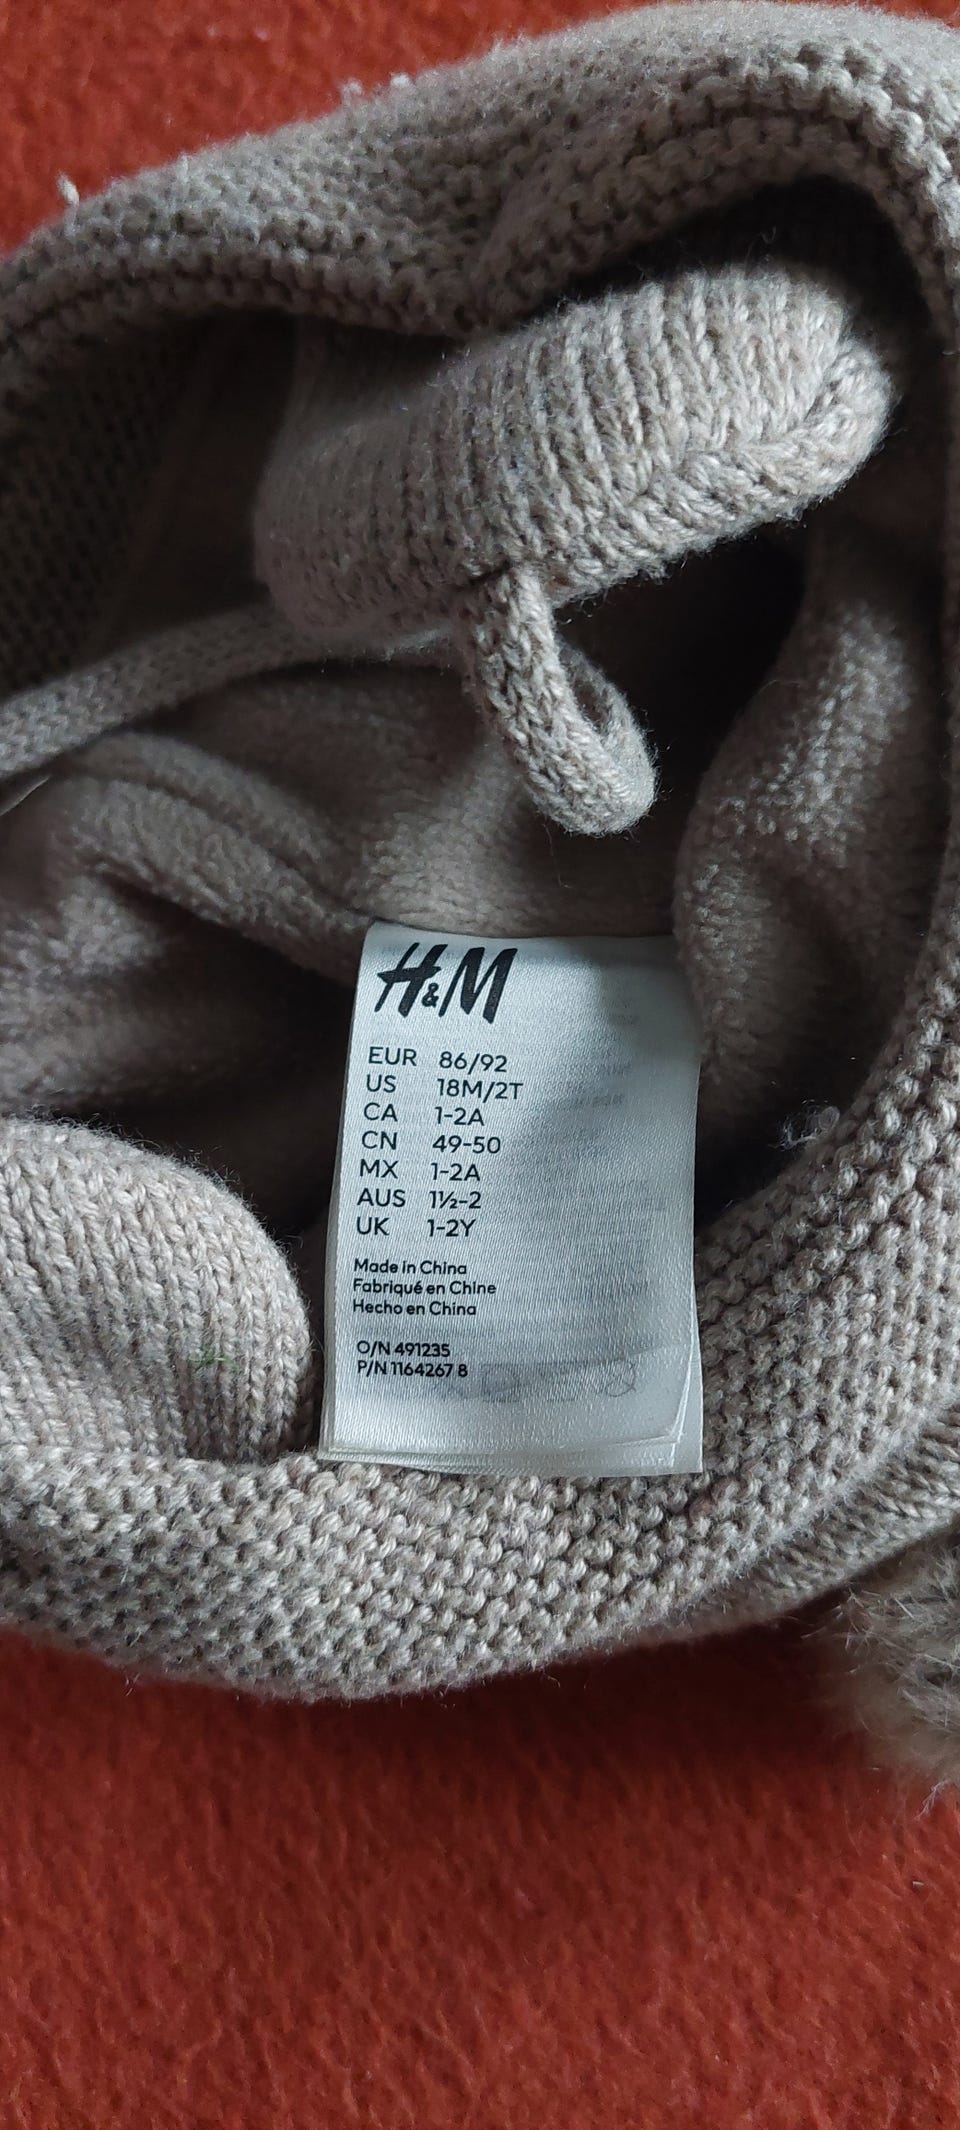 H&M
EUR 86/92
US 18M/2T
CA 1-2A
CN 49-50
MX 1-2A
AUS 1½-2
UK 1-2Y
Made in China
Fabriqué en Chine
Hecho en China
O/N 491235
P/N 1164267 8